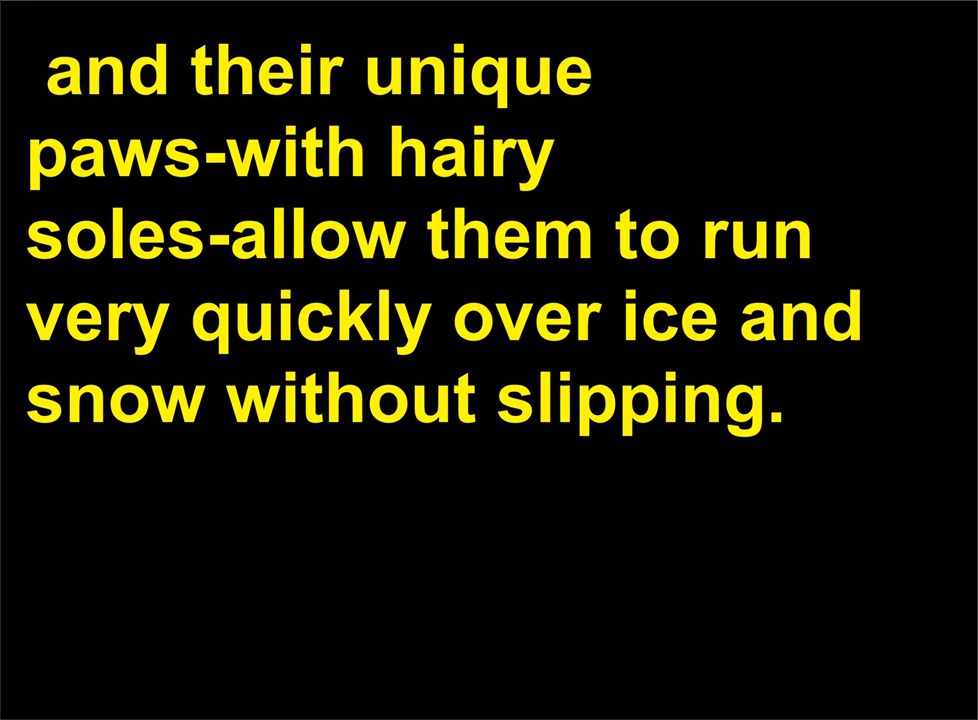 and their unique
paws-with hairy
soles-allow them to run
very quickly over ice and
snow without slipping.